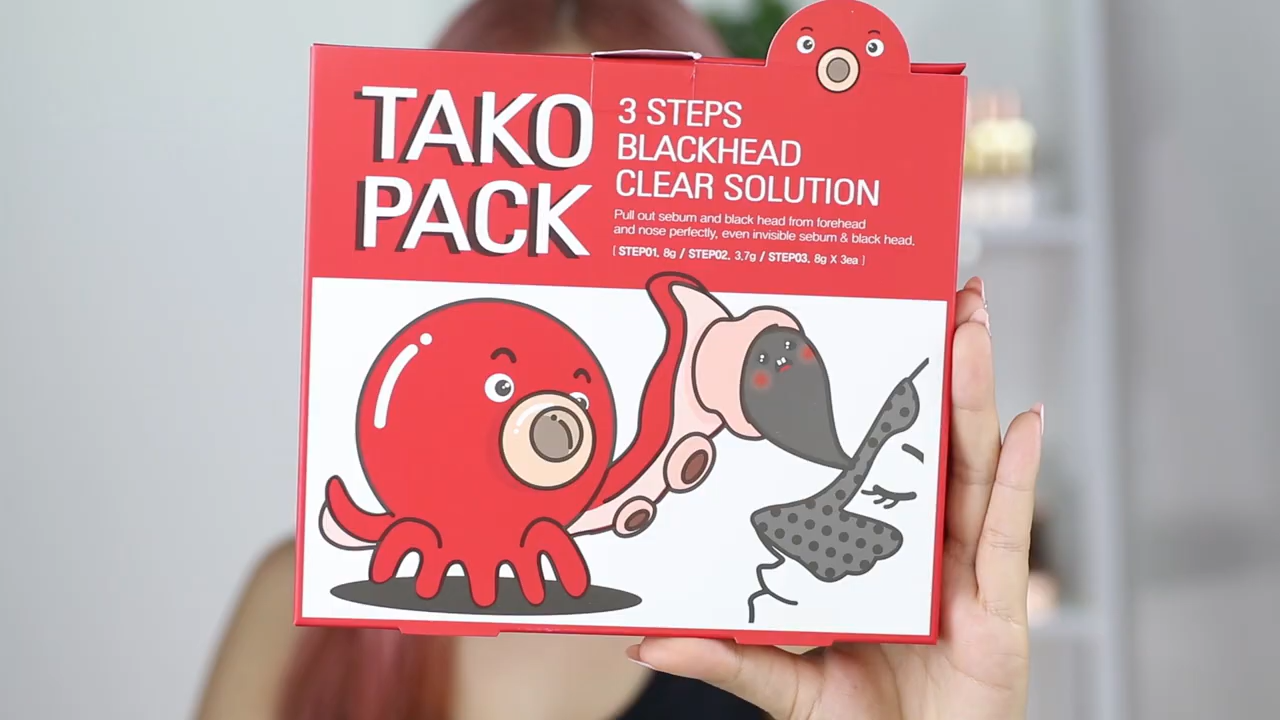 TAKO
PACK
3 STEPS
BLACKHEAD
CLEAR SOLUTION
Pull out sebum and black head from forehead
and nose perfectly, even invisible sebum & black head.
[ STEP01. 8g / STEP02. 3.7g / STEP03. 8g X 3ea ]